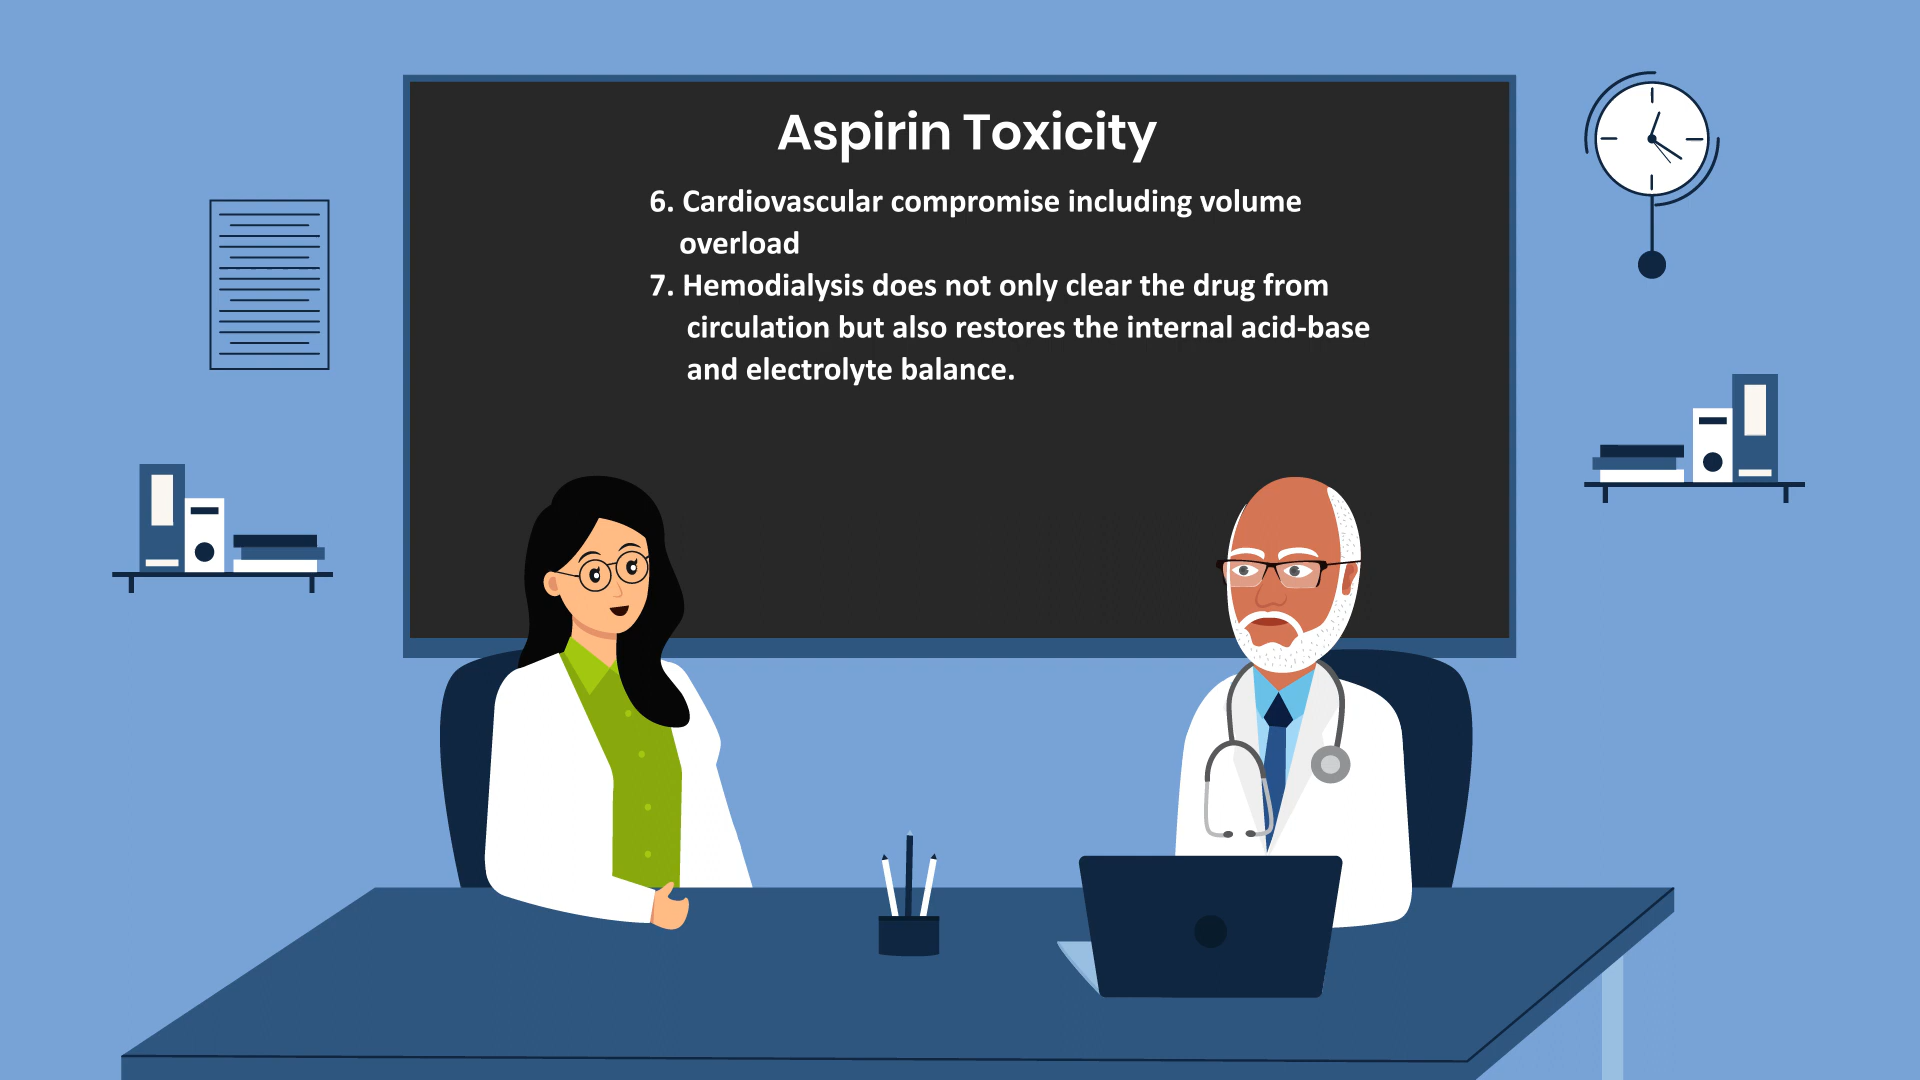 Aspirin Toxicity
6. Cardiovascular compromise including volume
overload
7. Hemodialysis does not only clear the drug from
circulation but also restores the internal acid-base
and electrolyte balance.